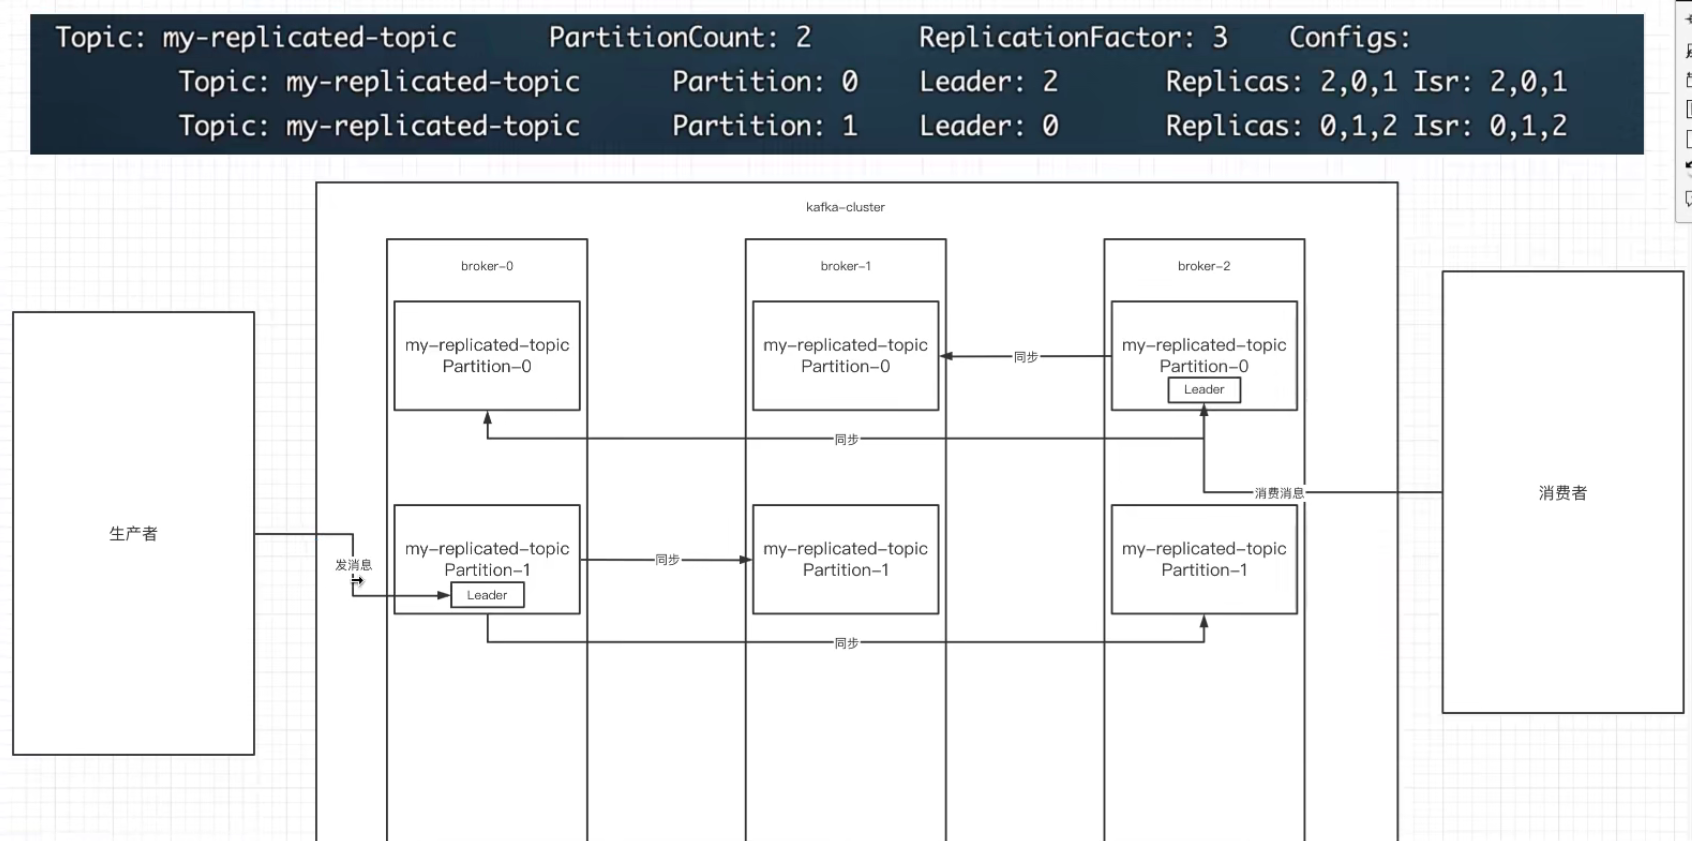 Topic: my-replicated-topic PartitionCount: 2 ReplicationFactor: 3 Configs:
Topic: my-replicated-topic Partition: 0 Leader: 2 Replicas: 2,0,1 Isr: 2,0,1
Topic: my-replicated-topic Partition: 1 Leader: 0 Replicas: 0,1,2 Isr: 0,1,2
kafka-cluster
broker-0
broker-1
broker-2
my-replicated-topic
Partition-0
my-replicated-topic
Partition-0
同步
my-replicated-topic
Partition-0
Leader
同步
消费消息
消费者
生产者
发消息
my-replicated-topic
Partition-1
Leader
同步
my-replicated-topic
Partition-1
my-replicated-topic
Partition-1
同步